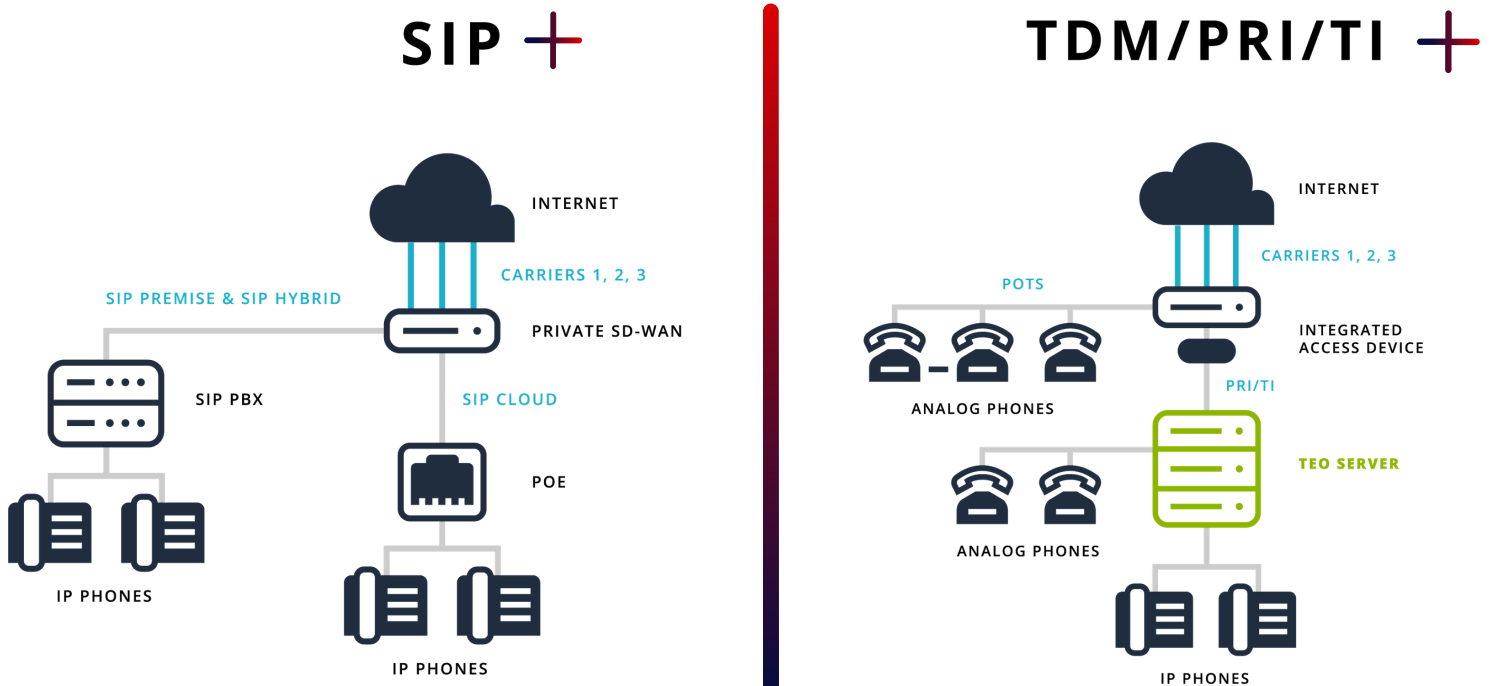 SIP
INTERNET
CARRIERS 1, 2, 3
SIP PREMISE & SIP HYBRID
PRIVATE SD-WAN
SIP PBX
SIP CLOUD
POE
IP PHONES
IP PHONES
TDM/PRI/TI
INTERNET
CARRIERS 1, 2, 3
POTS
INTEGRATED
ACCESS DEVICE
PRI/TI
ANALOG PHONES
TEO SERVER
ANALOG PHONES
IP PHONES